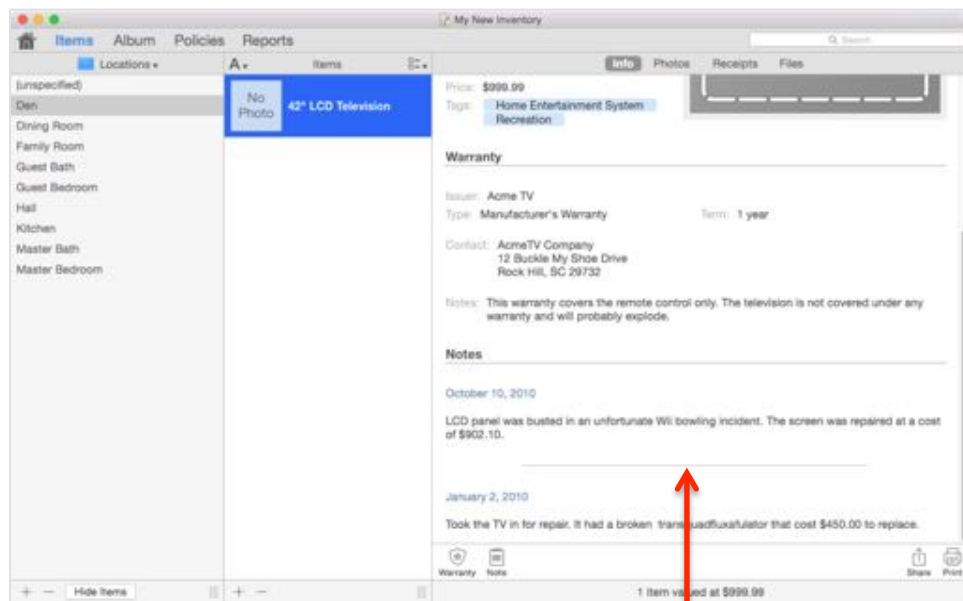 My New Inventory
Items Album Policies Reports
Search
Locations
A
Items
Info Photos Receipts Files
(unspecified)
Den
Dining Room
Family Room
Guest Bath
Guest Bedroom
Hall
Kitchen
Master Bath
Master Bedroom
No
Photo
42" LCD Television
Price: $999.99
Tags: Home Entertainment System
Recreation
Warranty
Issuer: Acme TV
Type: Manufacturer's Warranty Term: 1 year
Contact: AcmeTV Company
12 Buckle My Shoe Drive
Rock Hill, SC 29732
Notes: This warranty covers the remote control only. The television is not covered under any
warranty and will probably explode.
Notes
October 10, 2010
LCD panel was busted in an unfortunate Wii bowling incident. The screen was repaired at a cost
of $902.10.
January 2, 2010
Took the TV in for repair. It had a broken that cost $450.00 to replace.
Warranty Note Share Print
+ − Hide Items
+ −
1 item valued at $999.99